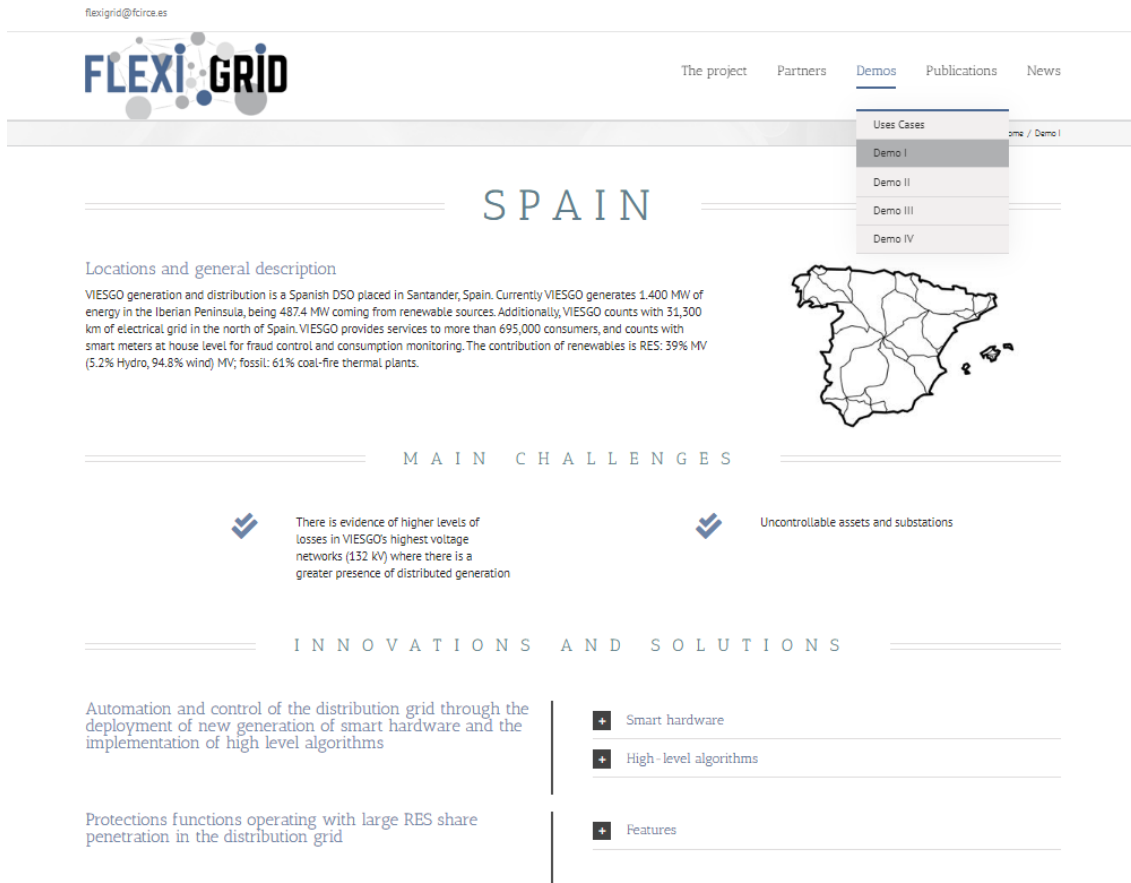 flexigrid@fcirce.es
FLEXI GRID
The project Partners Demos Publications News
Uses Cases
ome / Demo I
Demo I
Demo II
Demo III
Demo IV
SPAIN
Locations and general description
VIESGO generation and distribution is a Spanish DSO placed in Santander, Spain. Currently VIESGO generates 1.400 MW of
energy in the Iberian Peninsula, being 487.4 MW coming from renewable sources. Additionally, VIESGO counts with 31,300
km of electrical grid in the north of Spain. VIESGO provides services to more than 695,000 consumers, and counts with
smart meters at house level for fraud control and consumption monitoring. The contribution of renewables is RES: 39% MV
(5.2% Hydro, 94.8% wind) MV; fossil: 61% coal-fire thermal plants.
MAIN CHALLENGES
There is evidence of higher levels of
losses in VIESGO's highest voltage
networks (132 kV) where there is a
greater presence of distributed generation
Uncontrollable assets and substations
INNOVATIONS AND SOLUTIONS
Automation and control of the distribution grid through the
deployment of new generation of smart hardware and the
implementation of high level algorithms
Smart hardware
High-level algorithms
Protections functions operating with large RES share
penetration in the distribution grid
Features